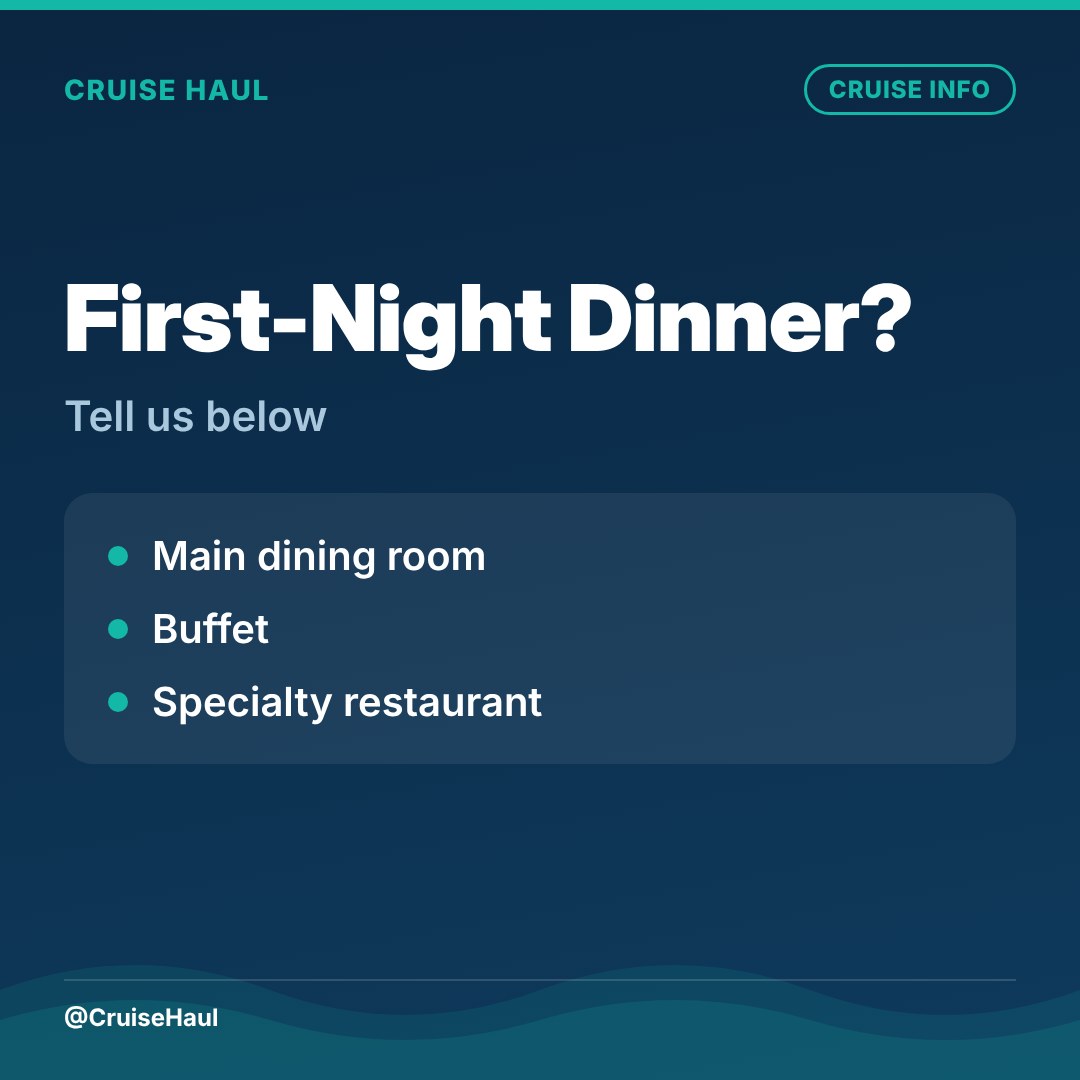 CRUISE HAUL
CRUISE INFO
First-Night Dinner?
Tell us below
Main dining room
Buffet
Specialty restaurant
@CruiseHaul